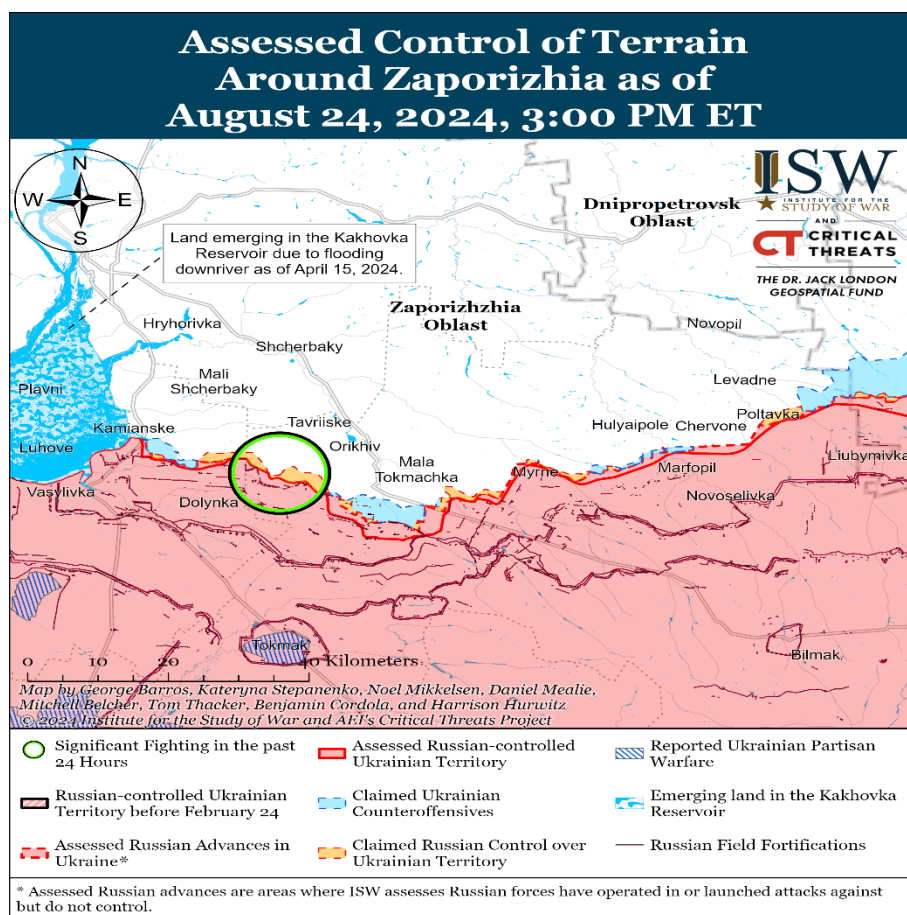 Assessed Control of Terrain
Around Zaporizhia as of
August 24, 2024, 3:00 PM ET
N
W E
S
ISW
INSTITUTE FOR THE
STUDY OF WAR
AND
CT CRITICAL
THREATS
THE DR. JACK LONDON
GEOSPATIAL FUND
Dnipropetrovsk
Oblast
Land emerging in the Kakhovka
Reservoir due to flooding
downriver as of April 15, 2024.
Zaporizhzhia
Oblast
Hryhorivka
Novopil
Shcherbaky
Mali
Shcherbaky
Levadne
Plavni
Poltavka
Kamianske
Tavriiske
Hulyaipole
Chervone
Luhove
Orikhiv
Mala
Tokmachka
Myrne
Marfopil
Liubymivka
Vasylivka
Dolynka
Novoselivka
Tokmak
Bilmak
0 10 20 40 Kilometers
Map by George Barros, Kateryna Stepanenko, Noel Mikkelsen, Daniel Mealie,
Mitchell Belcher, Tom Thacker, Benjamin Cordola, and Harrison Hurwitz
© 2024 Institute for the Study of War and AEI's Critical Threats Project
Significant Fighting in the past
24 Hours
Assessed Russian-controlled
Ukrainian Territory
Reported Ukrainian Partisan
Warfare
Russian-controlled Ukrainian
Territory before February 24
Claimed Ukrainian
Counteroffensives
Emerging land in the Kakhovka
Reservoir
Assessed Russian Advances in
Ukraine*
Claimed Russian Control over
Ukrainian Territory
Russian Field Fortifications
* Assessed Russian advances are areas where ISW assesses Russian forces have operated in or launched attacks against
but do not control.